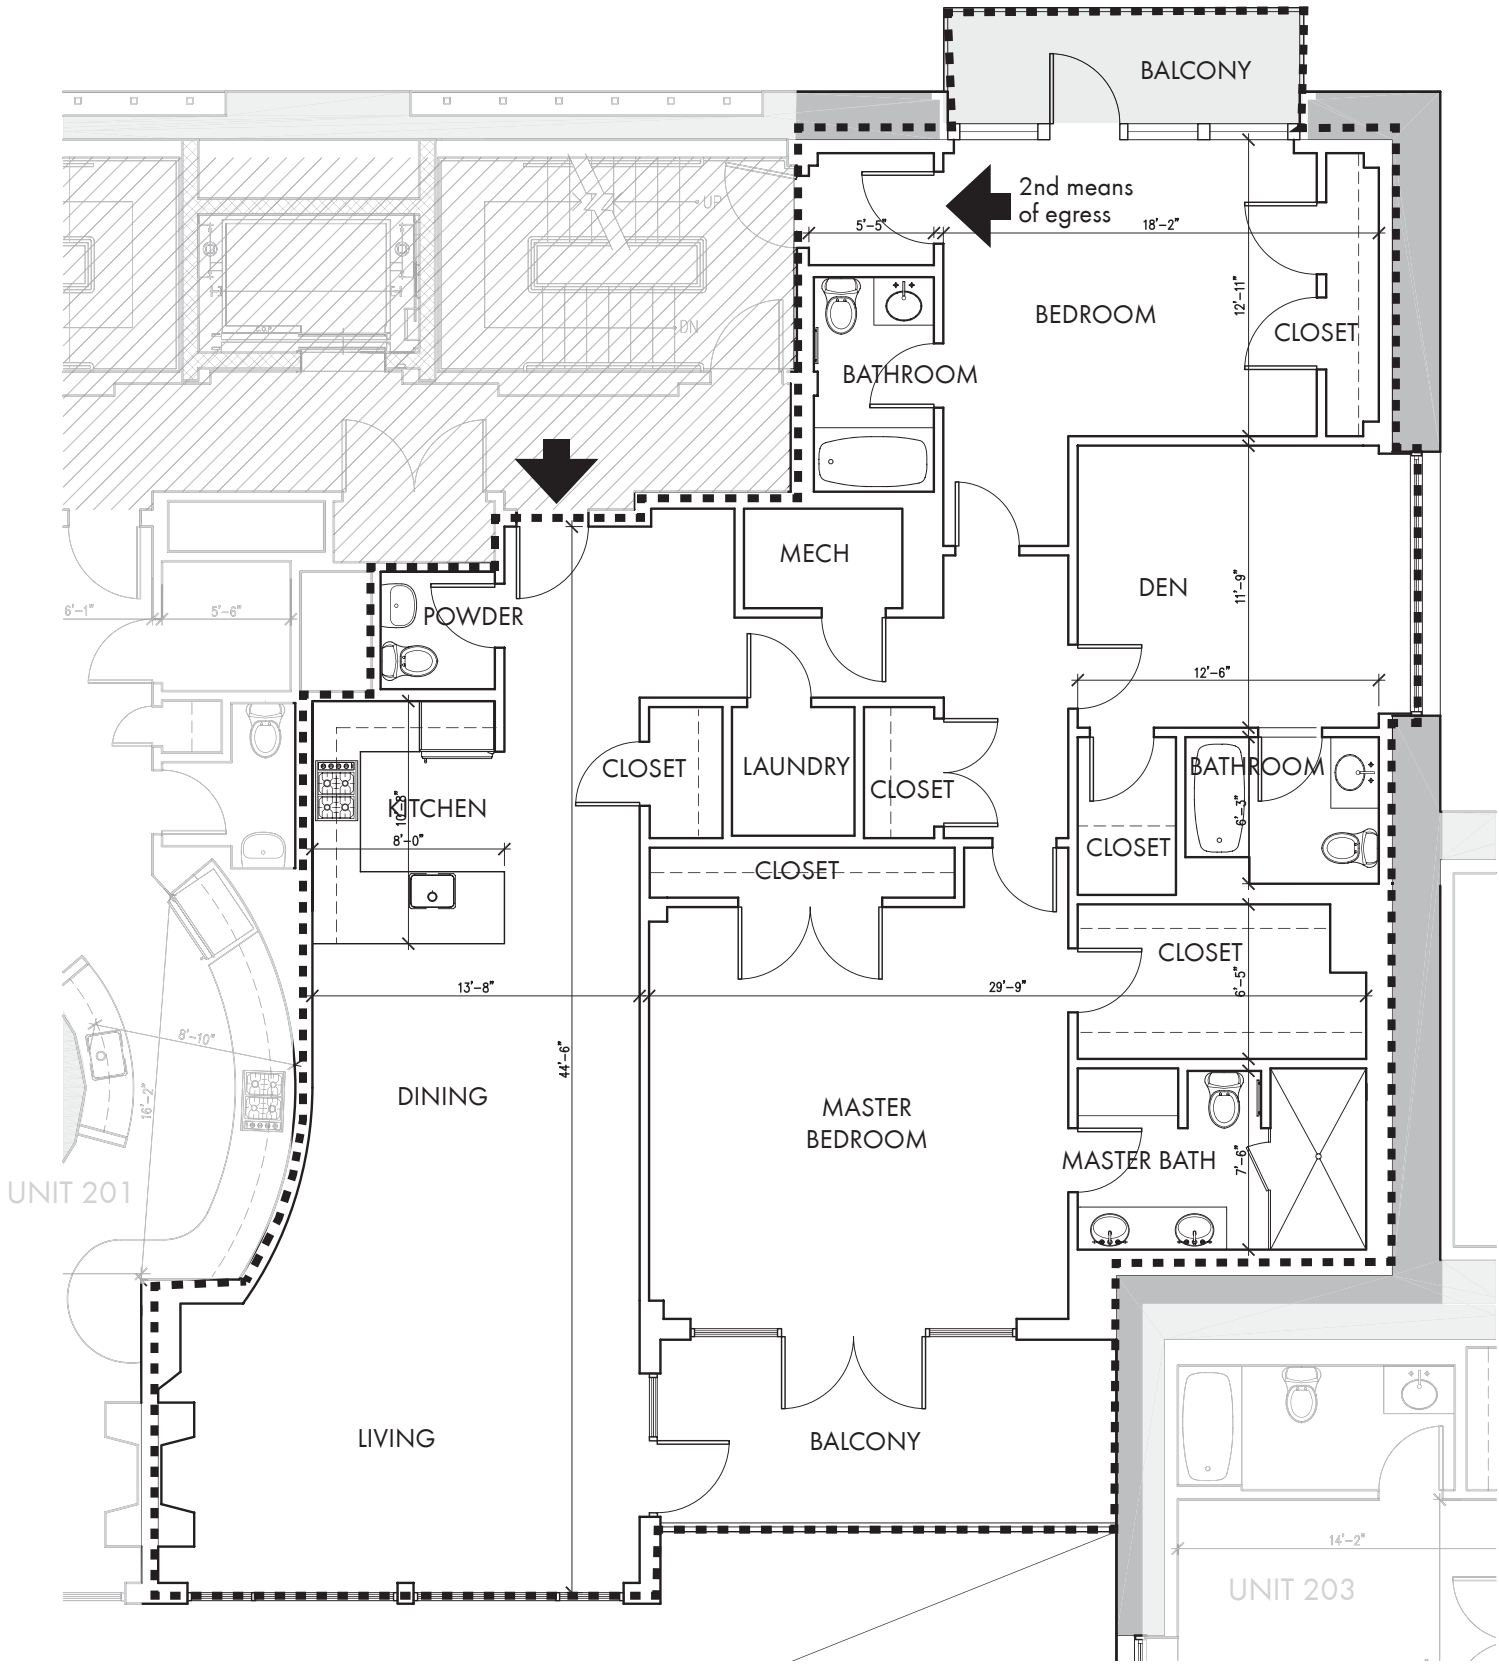 BALCONY
2nd means
of egress
UP
5'-5"
18'-2"
12'-11"
BEDROOM
DN
CLOSET
BATHROOM
MECH
DEN
11'-9"
6'-1"
5'-6"
POWDER
12'-6"
CLOSET
LAUNDRY
CLOSET
BATHROOM
KITCHEN
10'-8"
6'-3"
8'-0"
CLOSET
CLOSET
CLOSET
13'-8"
29'-9"
6'-5"
8'-10"
44'-6"
16'-2"
DINING
MASTER
BEDROOM
MASTER BATH
7'-6"
UNIT 201
LIVING
BALCONY
14'-2"
UNIT 203